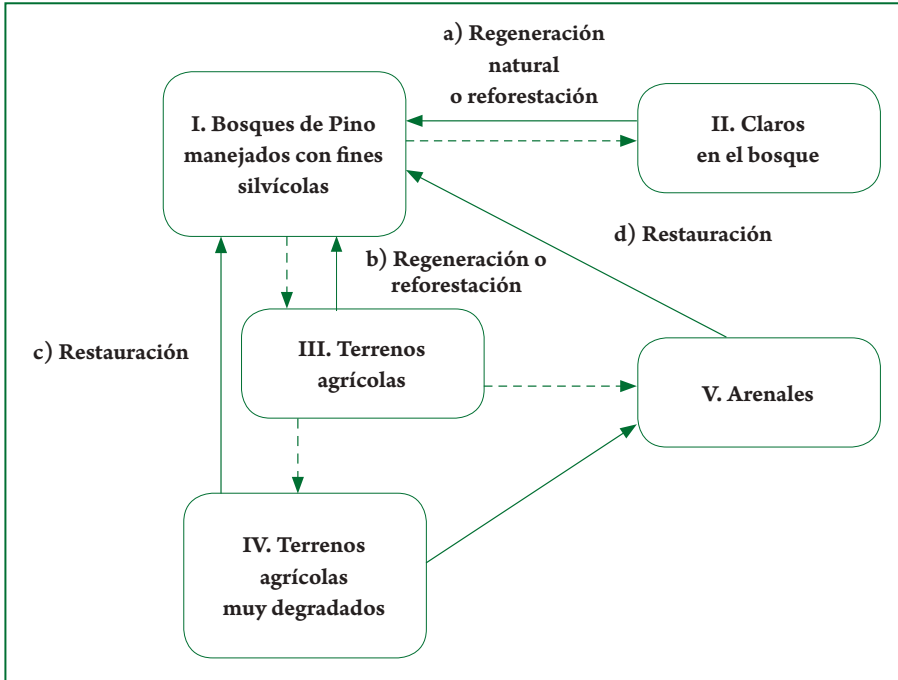 a) Regeneración
natural
o reforestación
I. Bosques de Pino
manejados con fines
silvícolas
II. Claros
en el bosque
d) Restauración
b) Regeneración o
reforestación
c) Restauración
III. Terrenos
agrícolas
V. Arenales
IV. Terrenos
agrícolas
muy degradados